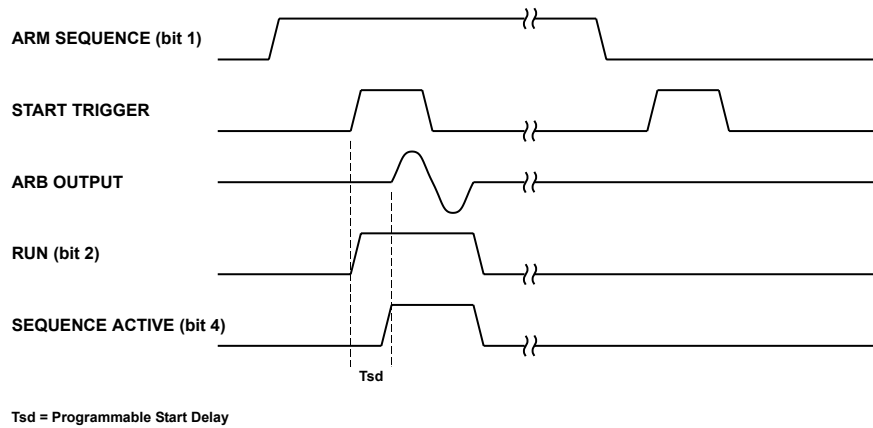 ARM SEQUENCE (bit 1)
START TRIGGER
ARB OUTPUT
RUN (bit 2)
SEQUENCE ACTIVE (bit 4)
Tsd
Tsd = Programmable Start Delay